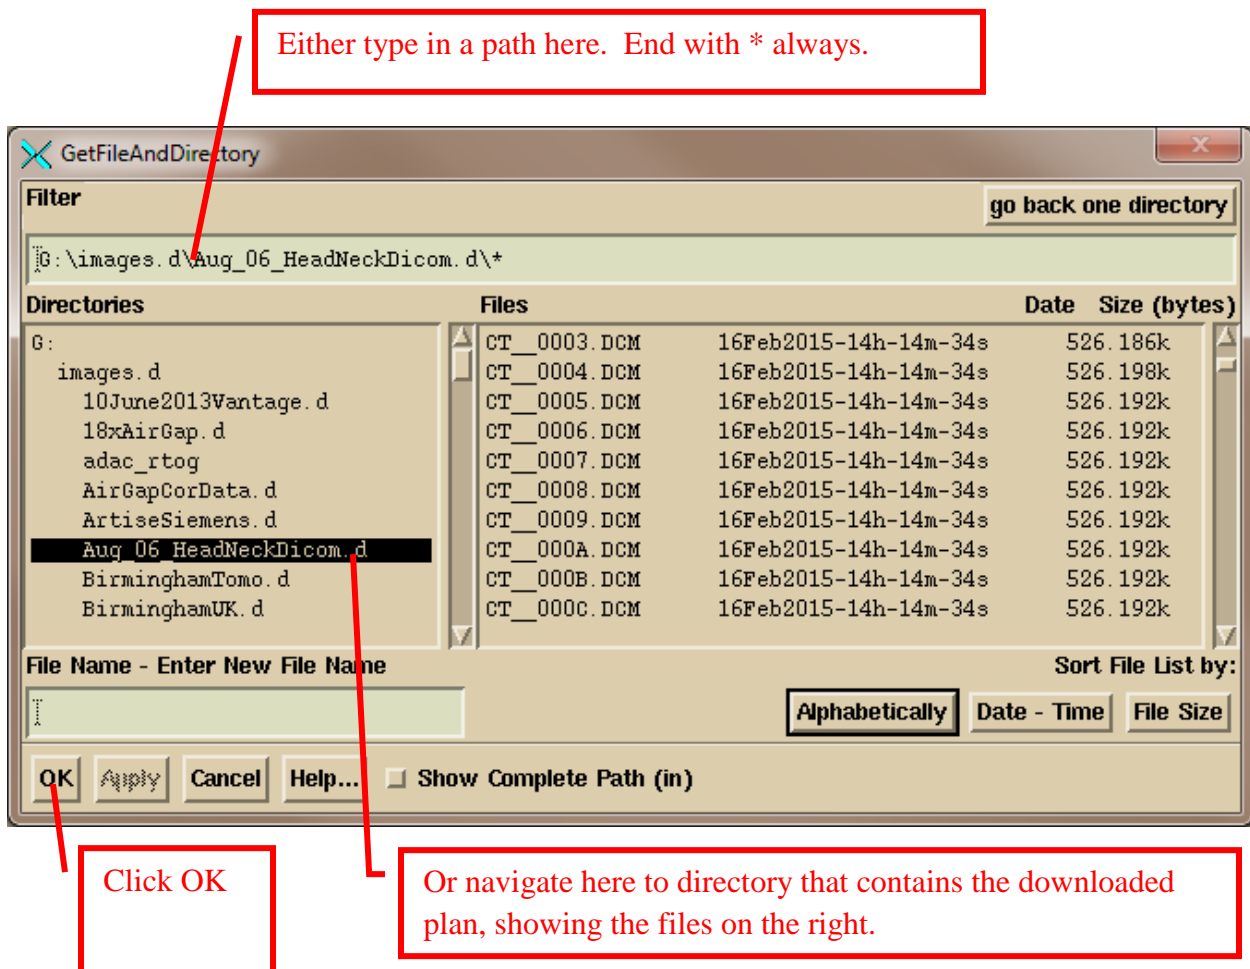 Either type in a path here.  End with * always.
GetFileAndDirectory
Filter
go back one directory
G:\images.d\Aug_06_HeadNeckDicom.d\*
Directories
Files Date Size (bytes)
G:
images.d
10June2013Vantage.d
18xAirGap.d
adac_rtog
AirGapCorData.d
ArtiseSiemens.d
Aug_06_HeadNeckDicom.d
BirminghamTomo.d
BirminghamUK.d
CT__0003.DCM 16Feb2015-14h-14m-34s 526.186k
CT__0004.DCM 16Feb2015-14h-14m-34s 526.198k
CT__0005.DCM 16Feb2015-14h-14m-34s 526.192k
CT__0006.DCM 16Feb2015-14h-14m-34s 526.192k
CT__0007.DCM 16Feb2015-14h-14m-34s 526.192k
CT__0008.DCM 16Feb2015-14h-14m-34s 526.192k
CT__0009.DCM 16Feb2015-14h-14m-34s 526.192k
CT__000A.DCM 16Feb2015-14h-14m-34s 526.192k
CT__000B.DCM 16Feb2015-14h-14m-34s 526.192k
CT__000C.DCM 16Feb2015-14h-14m-34s 526.192k
File Name - Enter New File Name
Sort File List by:
Alphabetically Date - Time File Size
OK Apply Cancel Help... Show Complete Path (in)
Click OK
Or navigate here to directory that contains the downloaded
plan, showing the files on the right.